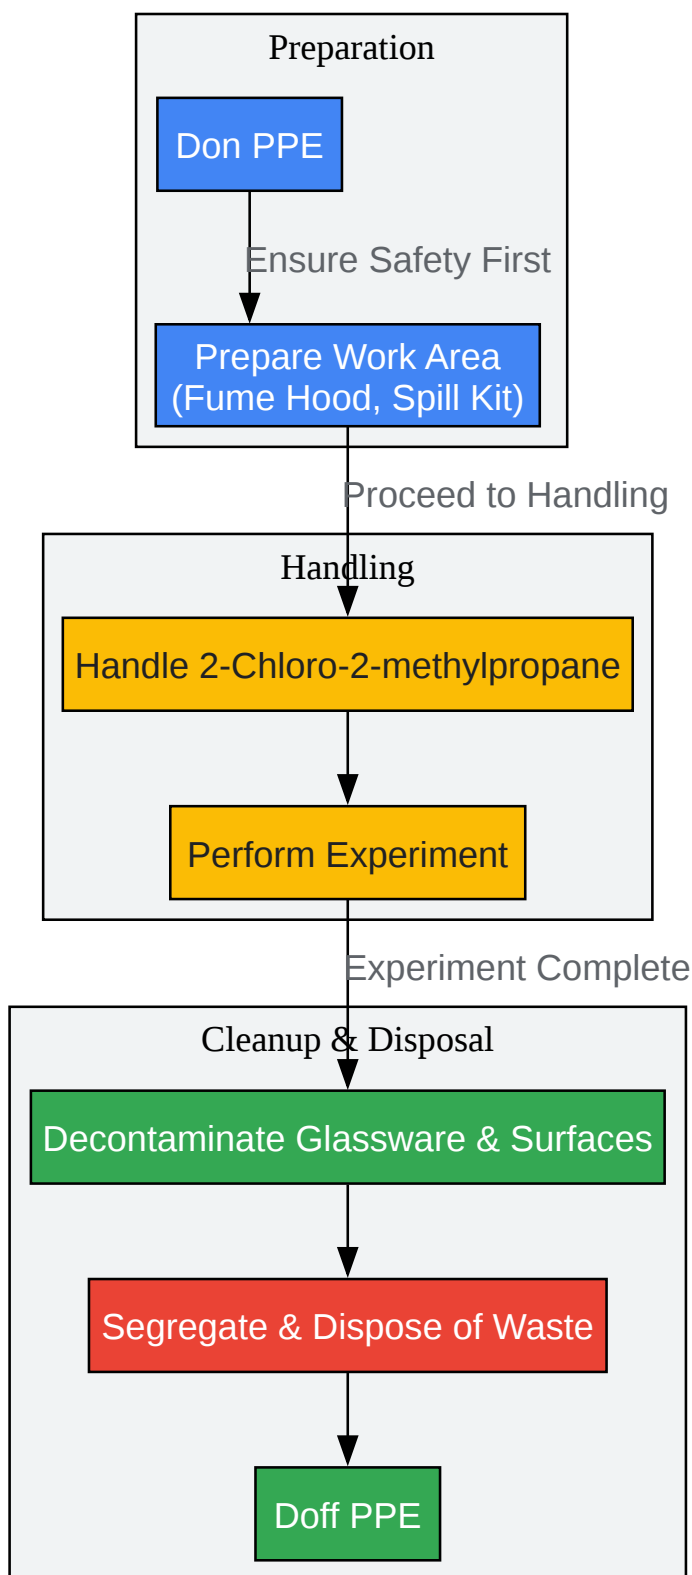 Preparation
Don PPE
Ensure Safety First
Prepare Work Area
(Fume Hood, Spill Kit)
Proceed to Handling
Handling
Handle 2-Chloro-2-methylpropane
Perform Experiment
Experiment Complete
Cleanup & Disposal
Decontaminate Glassware & Surfaces
Segregate & Dispose of Waste
Doff PPE